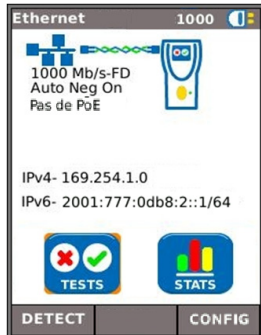 Ethernet 1000
1000 Mb/s-FD
Auto Neg On
Pas de PoE
IPv4- 169.254.1.0
IPv6- 2001:777:0db8:2::1/64
TESTS STATS
DETECT CONFIG